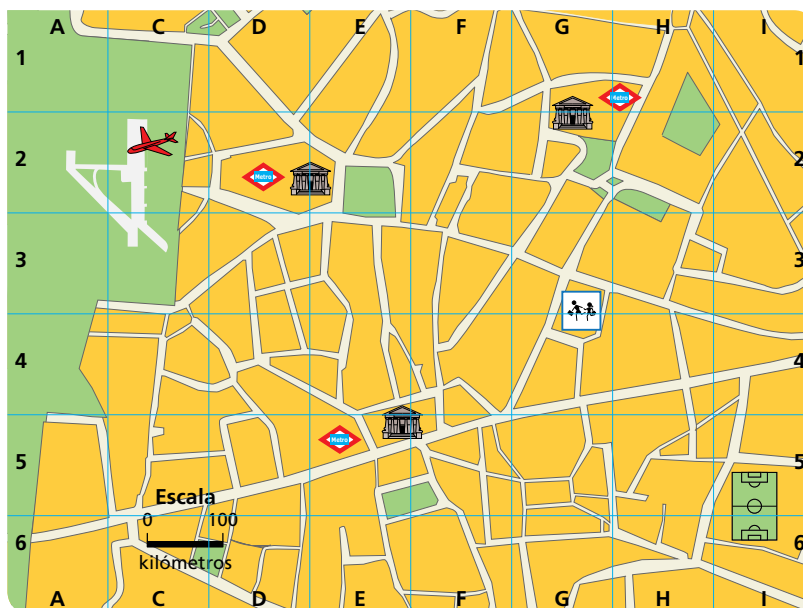 A C D E F G H I
1 1
Metro
2 2
Metro
3 3
4 4
Metro
5 5
Escala
0 100
kilómetros
6 6
A C D E F G H I